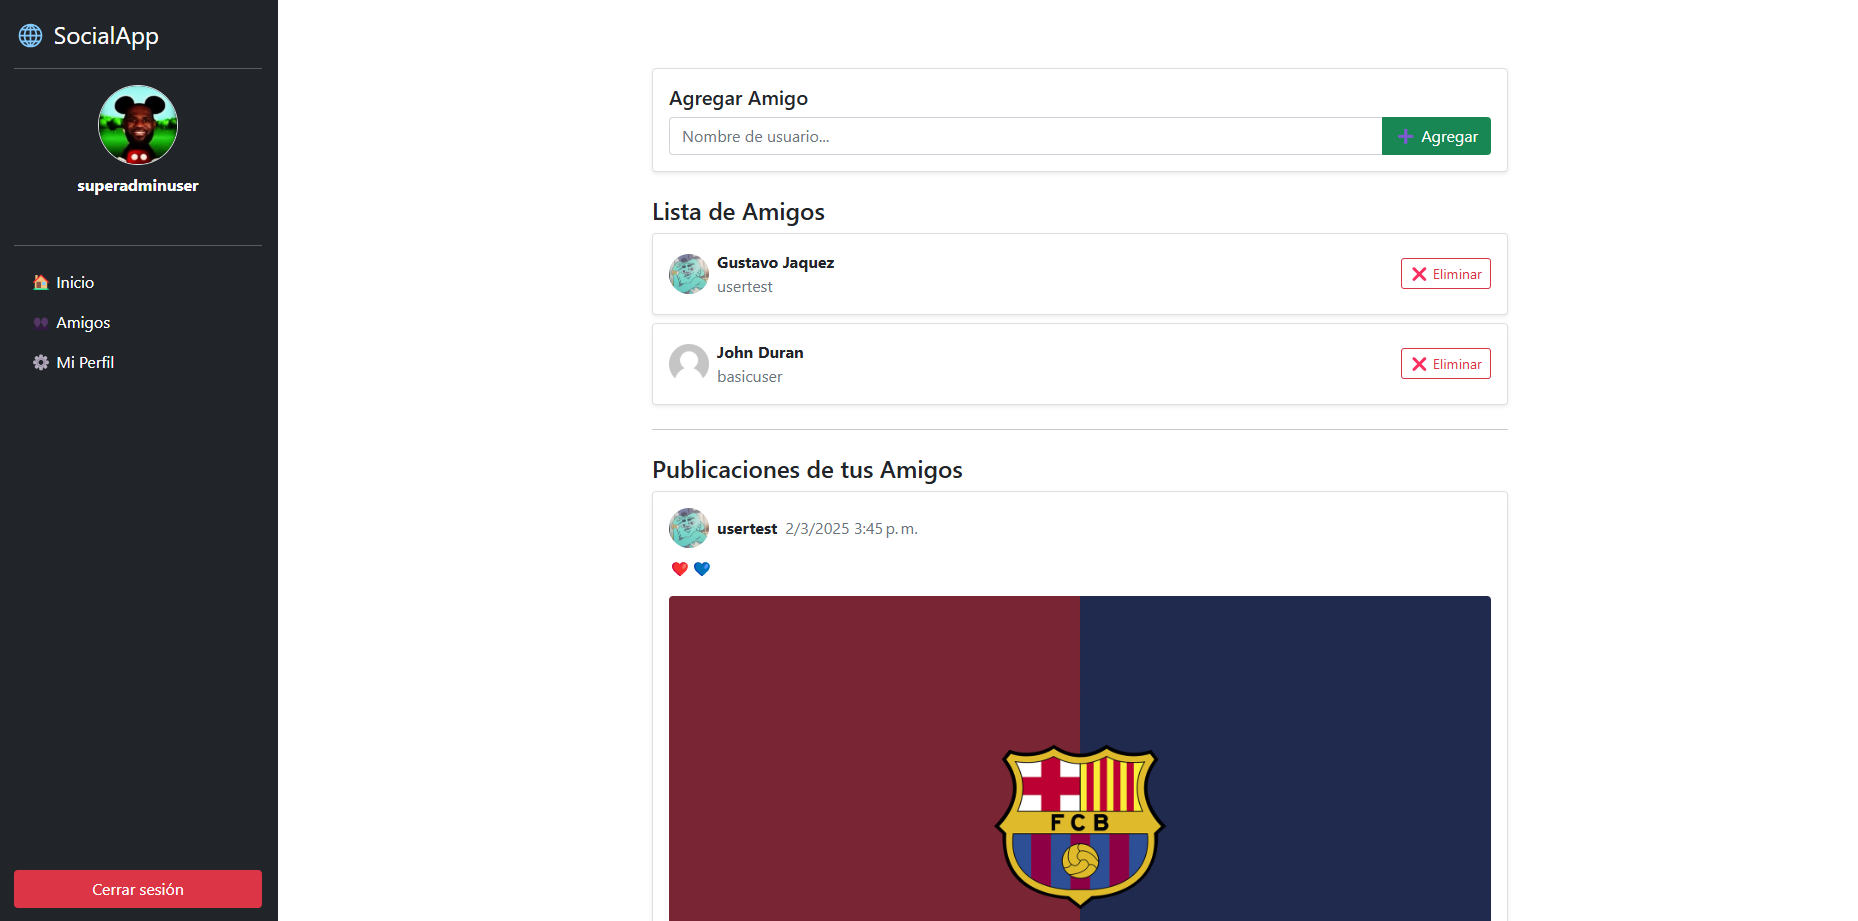 SocialApp
superadminuser
Inicio
Amigos
Mi Perfil
Cerrar sesión
Agregar Amigo
Nombre de usuario...
Agregar
Lista de Amigos
Gustavo Jaquez
usertest
Eliminar
John Duran
basicuser
Eliminar
Publicaciones de tus Amigos
usertest 2/3/2025 3:45 p. m.
FCB